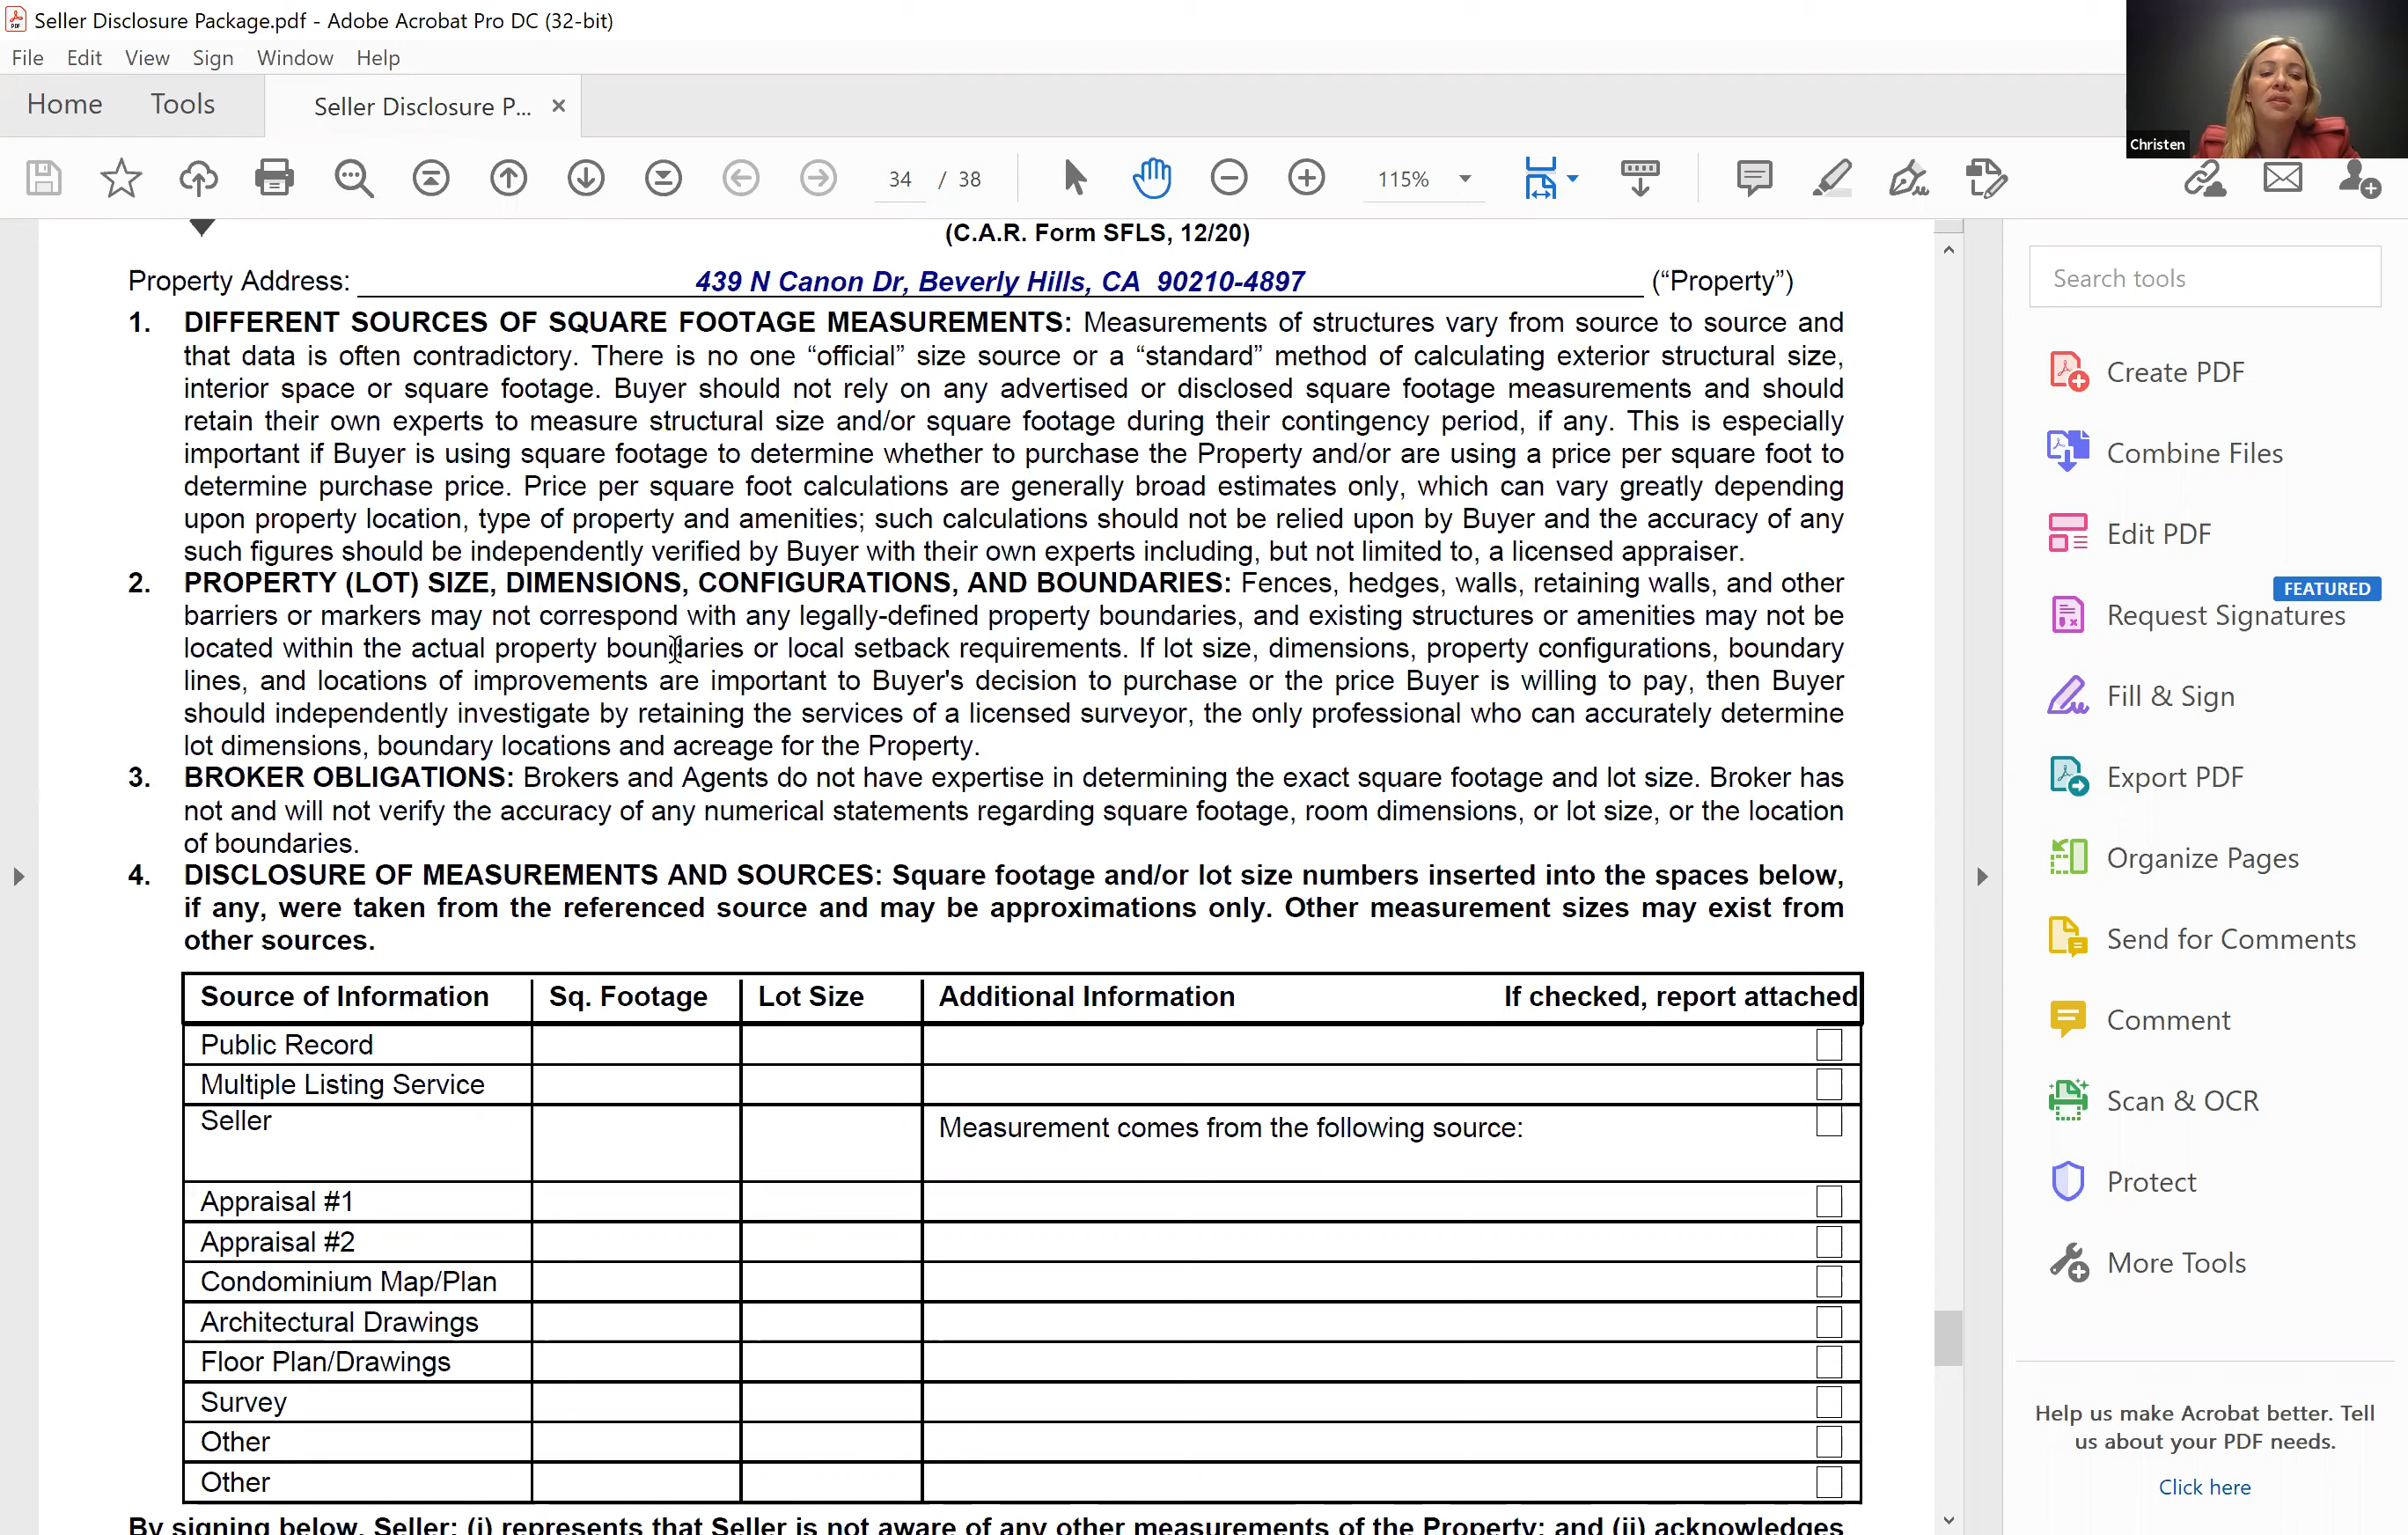 Seller Disclosure Package.pdf - Adobe Acrobat Pro DC (32-bit)
File Edit View Sign Window Help
Home Tools Seller Disclosure P... ×
34 / 38 115%
Christen
(C.A.R. Form SFLS, 12/20)
Property Address: 439 N Canon Dr, Beverly Hills, CA 90210-4897 (“Property”)
1. DIFFERENT SOURCES OF SQUARE FOOTAGE MEASUREMENTS: Measurements of structures vary from source to source and
that data is often contradictory. There is no one “official” size source or a “standard” method of calculating exterior structural size,
interior space or square footage. Buyer should not rely on any advertised or disclosed square footage measurements and should
retain their own experts to measure structural size and/or square footage during their contingency period, if any. This is especially
important if Buyer is using square footage to determine whether to purchase the Property and/or are using a price per square foot to
determine purchase price. Price per square foot calculations are generally broad estimates only, which can vary greatly depending
upon property location, type of property and amenities; such calculations should not be relied upon by Buyer and the accuracy of any
such figures should be independently verified by Buyer with their own experts including, but not limited to, a licensed appraiser.
2. PROPERTY (LOT) SIZE, DIMENSIONS, CONFIGURATIONS, AND BOUNDARIES: Fences, hedges, walls, retaining walls, and other
barriers or markers may not correspond with any legally-defined property boundaries, and existing structures or amenities may not be
located within the actual property boundaries or local setback requirements. If lot size, dimensions, property configurations, boundary
lines, and locations of improvements are important to Buyer's decision to purchase or the price Buyer is willing to pay, then Buyer
should independently investigate by retaining the services of a licensed surveyor, the only professional who can accurately determine
lot dimensions, boundary locations and acreage for the Property.
3. BROKER OBLIGATIONS: Brokers and Agents do not have expertise in determining the exact square footage and lot size. Broker has
not and will not verify the accuracy of any numerical statements regarding square footage, room dimensions, or lot size, or the location
of boundaries.
4. DISCLOSURE OF MEASUREMENTS AND SOURCES: Square footage and/or lot size numbers inserted into the spaces below,
if any, were taken from the referenced source and may be approximations only. Other measurement sizes may exist from
other sources.
Source of Information Sq. Footage Lot Size Additional Information If checked, report attached
Public Record
Multiple Listing Service
Seller Measurement comes from the following source:
Appraisal #1
Appraisal #2
Condominium Map/Plan
Architectural Drawings
Floor Plan/Drawings
Survey
Other
Other
By signing below, Seller: (i) represents that Seller is not aware of any other measurements of the Property; and (ii) acknowledges
Search tools
Create PDF
Combine Files
Edit PDF
FEATURED
Request Signatures
Fill & Sign
Export PDF
Organize Pages
Send for Comments
Comment
Scan & OCR
Protect
More Tools
Help us make Acrobat better. Tell
us about your PDF needs.
Click here